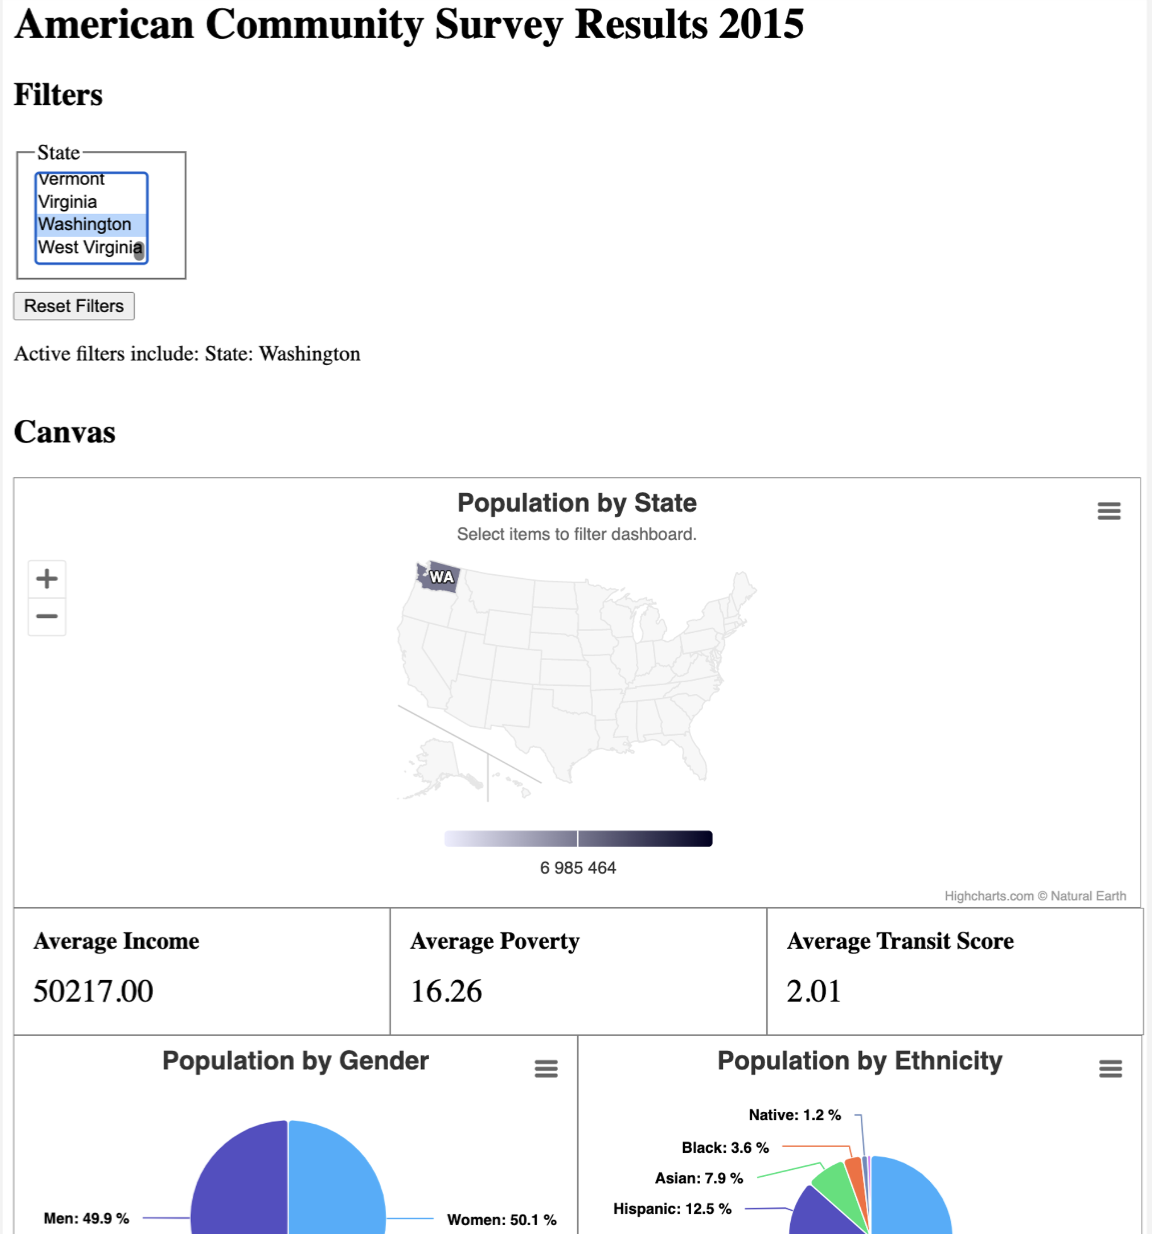 American Community Survey Results 2015
Filters
State
Vermont
Virginia
Washington
West Virginia
Reset Filters
Active filters include: State: Washington
Canvas
Population by State
Select items to filter dashboard.
+
−
WA
6 985 464
Highcharts.com © Natural Earth
Average Income
50217.00
Average Poverty
16.26
Average Transit Score
2.01
Population by Gender
Men: 49.9 %
Women: 50.1 %
Population by Ethnicity
Native: 1.2 %
Black: 3.6 %
Asian: 7.9 %
Hispanic: 12.5 %